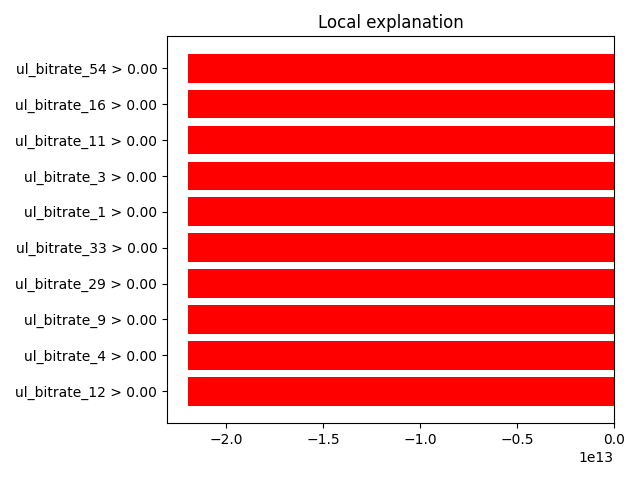 Local explanation
ul_bitrate_54 > 0.00
ul_bitrate_16 > 0.00
ul_bitrate_11 > 0.00
ul_bitrate_3 > 0.00
ul_bitrate_1 > 0.00
ul_bitrate_33 > 0.00
ul_bitrate_29 > 0.00
ul_bitrate_9 > 0.00
ul_bitrate_4 > 0.00
ul_bitrate_12 > 0.00
−2.0 −1.5 −1.0 −0.5 0.0
1e13